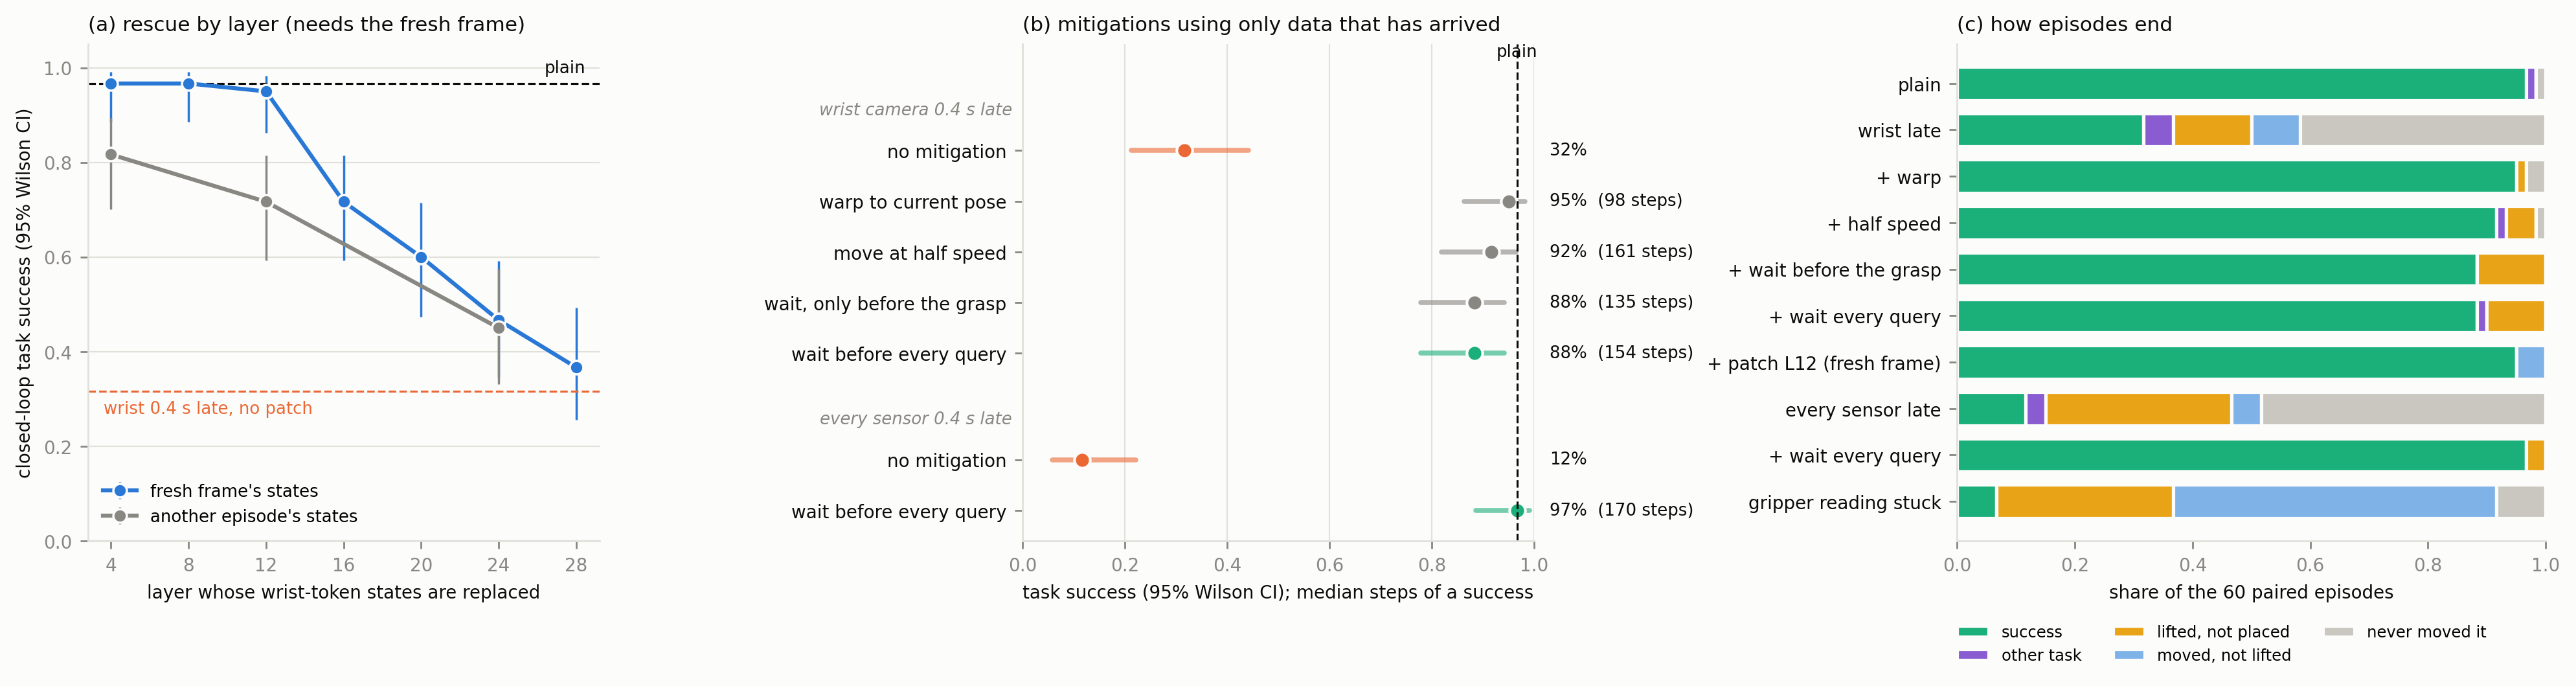 (a) rescue by layer (needs the fresh frame)
closed-loop task success (95% Wilson CI)
1.0
0.8
0.6
0.4
0.2
0.0
plain
wrist 0.4 s late, no patch
fresh frame's states
another episode's states
4 8 12 16 20 24 28
layer whose wrist-token states are replaced
(b) mitigations using only data that has arrived
plain
wrist camera 0.4 s late
no mitigation 32%
warp to current pose 95% (98 steps)
move at half speed 92% (161 steps)
wait, only before the grasp 88% (135 steps)
wait before every query 88% (154 steps)
every sensor 0.4 s late
no mitigation 12%
wait before every query 97% (170 steps)
0.0 0.2 0.4 0.6 0.8 1.0
task success (95% Wilson CI); median steps of a success
(c) how episodes end
plain
wrist late
+ warp
+ half speed
+ wait before the grasp
+ wait every query
+ patch L12 (fresh frame)
every sensor late
+ wait every query
gripper reading stuck
0.0 0.2 0.4 0.6 0.8 1.0
share of the 60 paired episodes
success lifted, not placed never moved it
other task moved, not lifted